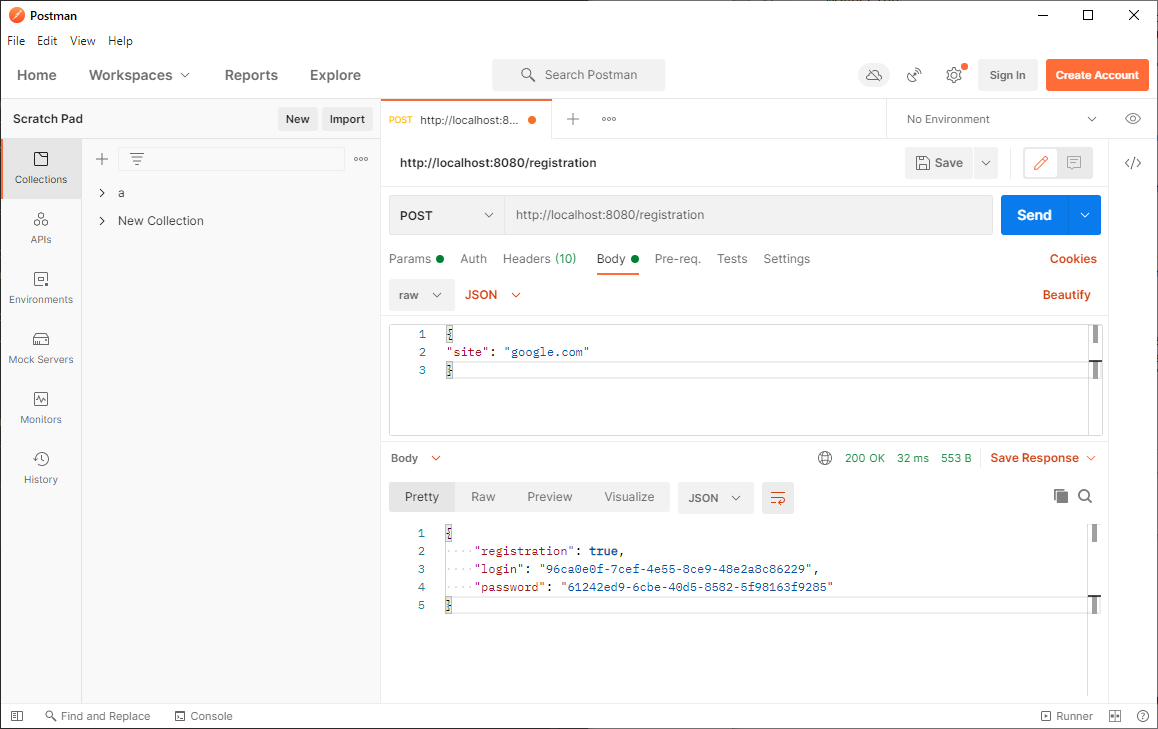 Postman
File Edit View Help
Home Workspaces Reports Explore Search Postman Sign In Create Account
Scratch Pad New Import
POST http://localhost:8... No Environment
Collections
APIs
Environments
Mock Servers
Monitors
History
a
New Collection
http://localhost:8080/registration Save
POST http://localhost:8080/registration Send
Params Auth Headers (10) Body Pre-req. Tests Settings Cookies
raw JSON Beautify
1 {
2 "site": "google.com"
3 }
Body 200 OK 32 ms 553 B Save Response
Pretty Raw Preview Visualize JSON
1 {
2 "registration": true,
3 "login": "96ca0e0f-7cef-4e55-8ce9-48e2a8c86229",
4 "password": "61242ed9-6cbe-40d5-8582-5f98163f9285"
5 }
Find and Replace Console Runner